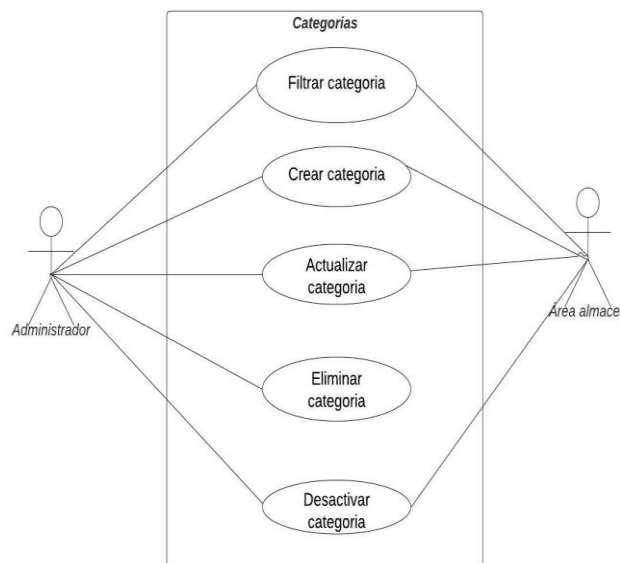 Categorias
Filtrar categoria
Crear categoria
Actualizar
categoria
Administrador
Área almace
Eliminar
categoria
Desactivar
categoria